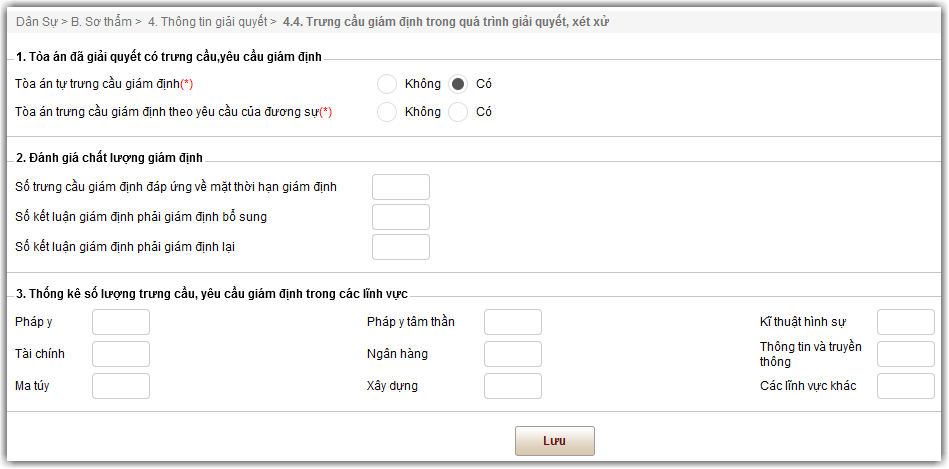 Dân Sự > B. Sơ thẩm > 4. Thông tin giải quyết > 4.4. Trưng cầu giám định trong quá trình giải quyết, xét xử
1. Tòa án đã giải quyết có trưng cầu,yêu cầu giám định
Tòa án tự trưng cầu giám định(*) Không Có
Tòa án trưng cầu giám định theo yêu cầu của đương sự(*) Không Có
2. Đánh giá chất lượng giám định
Số trưng cầu giám định đáp ứng về mặt thời hạn giám định
Số kết luận giám định phải giám định bổ sung
Số kết luận giám định phải giám định lại
3. Thống kê số lượng trưng cầu, yêu cầu giám định trong các lĩnh vực
Pháp y Pháp y tâm thần Kĩ thuật hình sự
Tài chính Ngân hàng Thông tin và truyền
thông
Ma túy Xây dựng Các lĩnh vực khác
Lưu